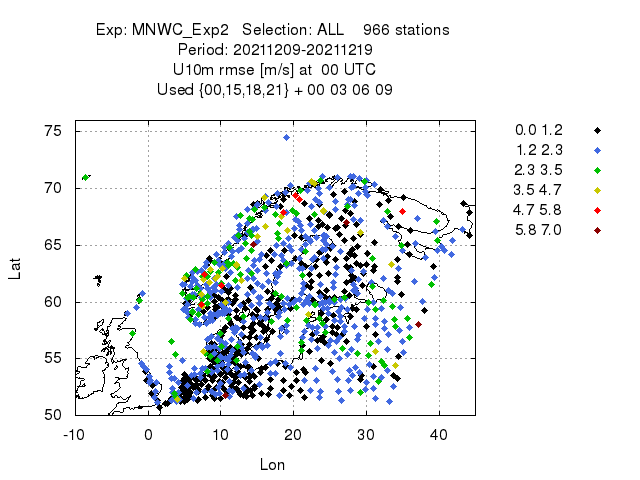 Exp: MNWC_Exp2 Selection: ALL 966 stations
Period: 20211209-20211219
U10m rmse [m/s] at 00 UTC
Used {00,15,18,21} + 00 03 06 09
0.0 1.2
1.2 2.3
2.3 3.5
3.5 4.7
4.7 5.8
5.8 7.0
75
70
65
60
55
50
Lat
-10 0 10 20 30 40
Lon